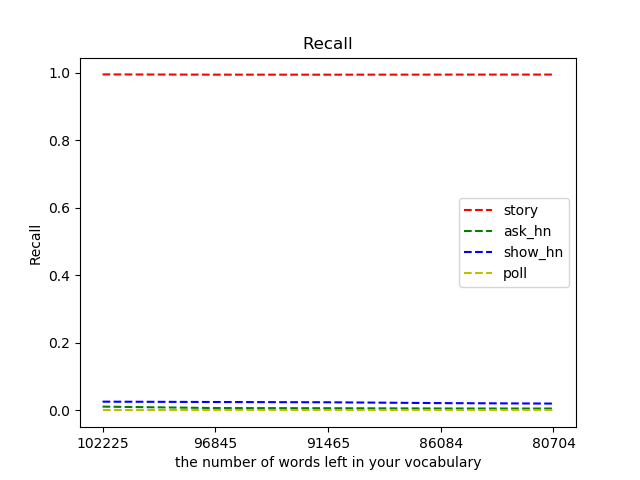 Recall
1.0
0.8
0.6
0.4
0.2
0.0
Recall
story
ask_hn
show_hn
poll
102225 96845 91465 86084 80704
the number of words left in your vocabulary